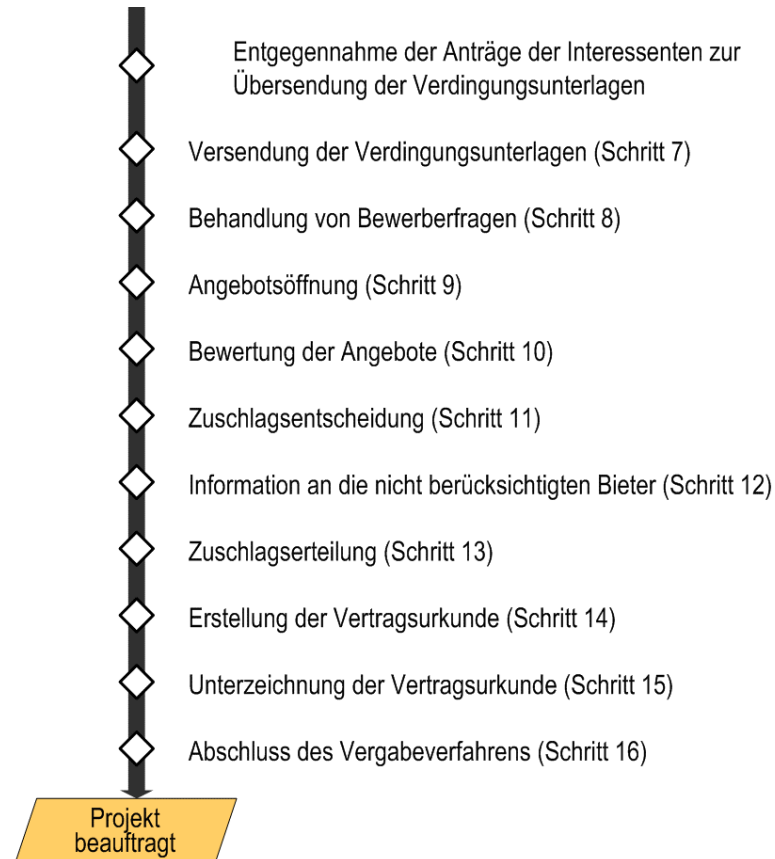 Entgegennahme der Anträge der Interessenten zur
Übersendung der Verdingungsunterlagen
Versendung der Verdingungsunterlagen (Schritt 7)
Behandlung von Bewerberfragen (Schritt 8)
Angebotsöffnung (Schritt 9)
Bewertung der Angebote (Schritt 10)
Zuschlagsentscheidung (Schritt 11)
Information an die nicht berücksichtigten Bieter (Schritt 12)
Zuschlagserteilung (Schritt 13)
Erstellung der Vertragsurkunde (Schritt 14)
Unterzeichnung der Vertragsurkunde (Schritt 15)
Abschluss des Vergabeverfahrens (Schritt 16)
Projekt
beauftragt